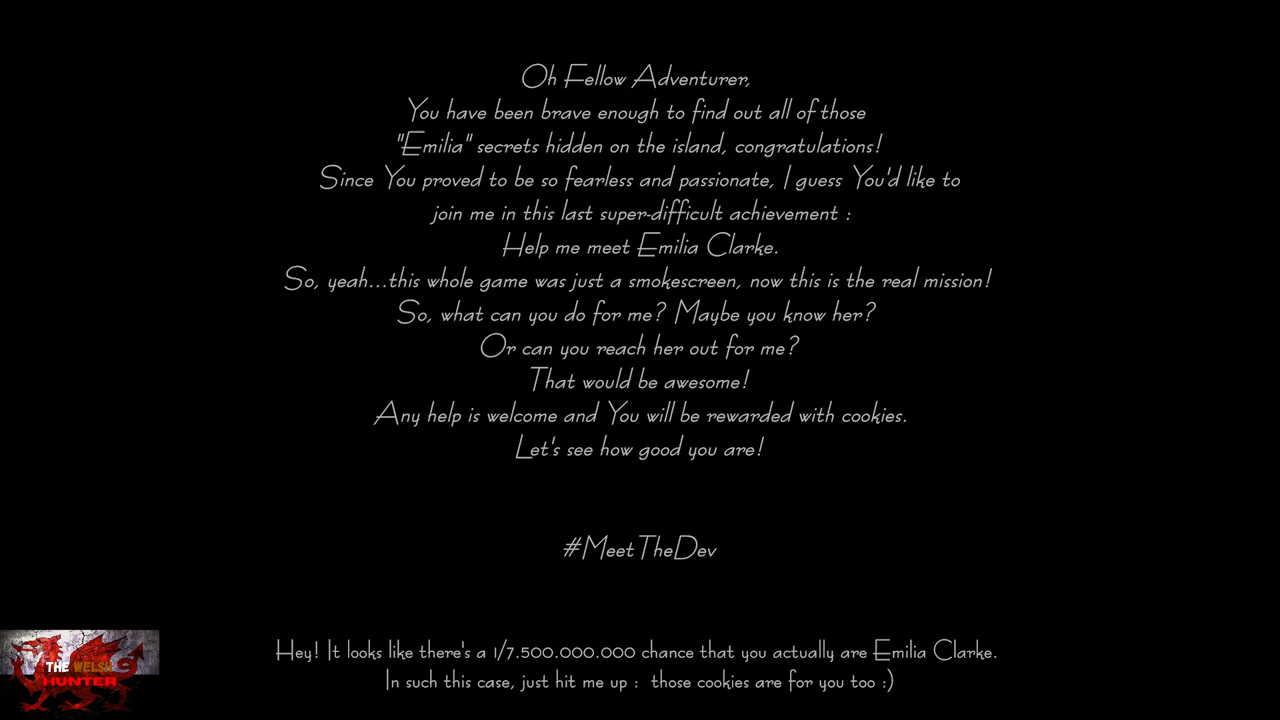 Oh Fellow Adventurer,
You have been brave enough to find out all of those
"Emilia" secrets hidden on the island, congratulations!
Since You proved to be so fearless and passionate, I guess You'd like to
join me in this last super-difficult achievement :
Help me meet Emilia Clarke.
So, yeah...this whole game was just a smokescreen, now this is the real mission!
So, what can you do for me? Maybe you know her?
Or can you reach her out for me?
That would be awesome!
Any help is welcome and You will be rewarded with cookies.
Let's see how good you are!
#MeetTheDev
Hey! It looks like there's a 1/7.500.000.000 chance that you actually are Emilia Clarke.
In such this case, just hit me up : those cookies are for you too :)
THE WELSH
HUNTER